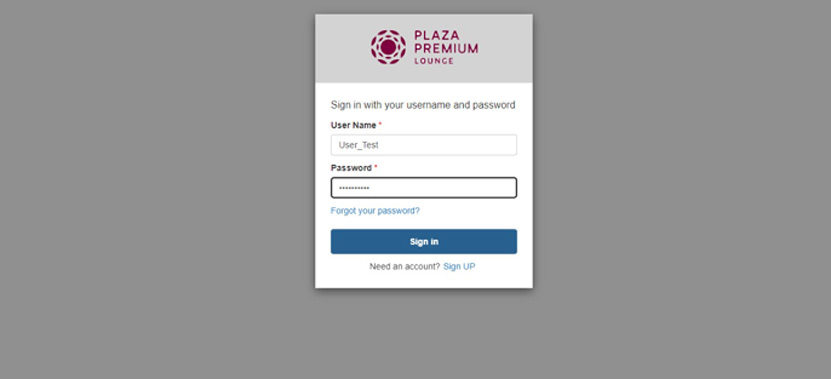 PLAZA
PREMIUM
LOUNGE
Sign in with your username and password
User Name *
User_Test
Password *
••••••••••
Forgot your password?
Sign in
Need an account? Sign UP